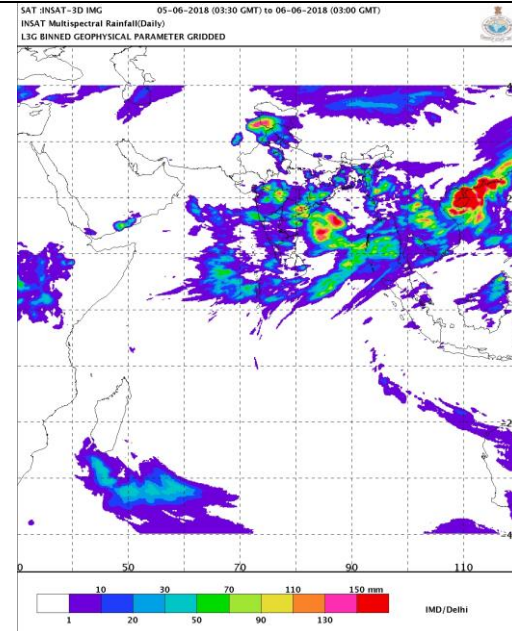 SAT :INSAT-3D IMG 05-06-2018 (03:30 GMT) to 06-06-2018 (03:00 GMT)
INSAT Multispectral Rainfall(Daily)
L3G BINNED GEOPHYSICAL PARAMETER GRIDDED
50 70 90 110
10 30 70 110 150 mm
1 20 50 90 130
IMD/Delhi